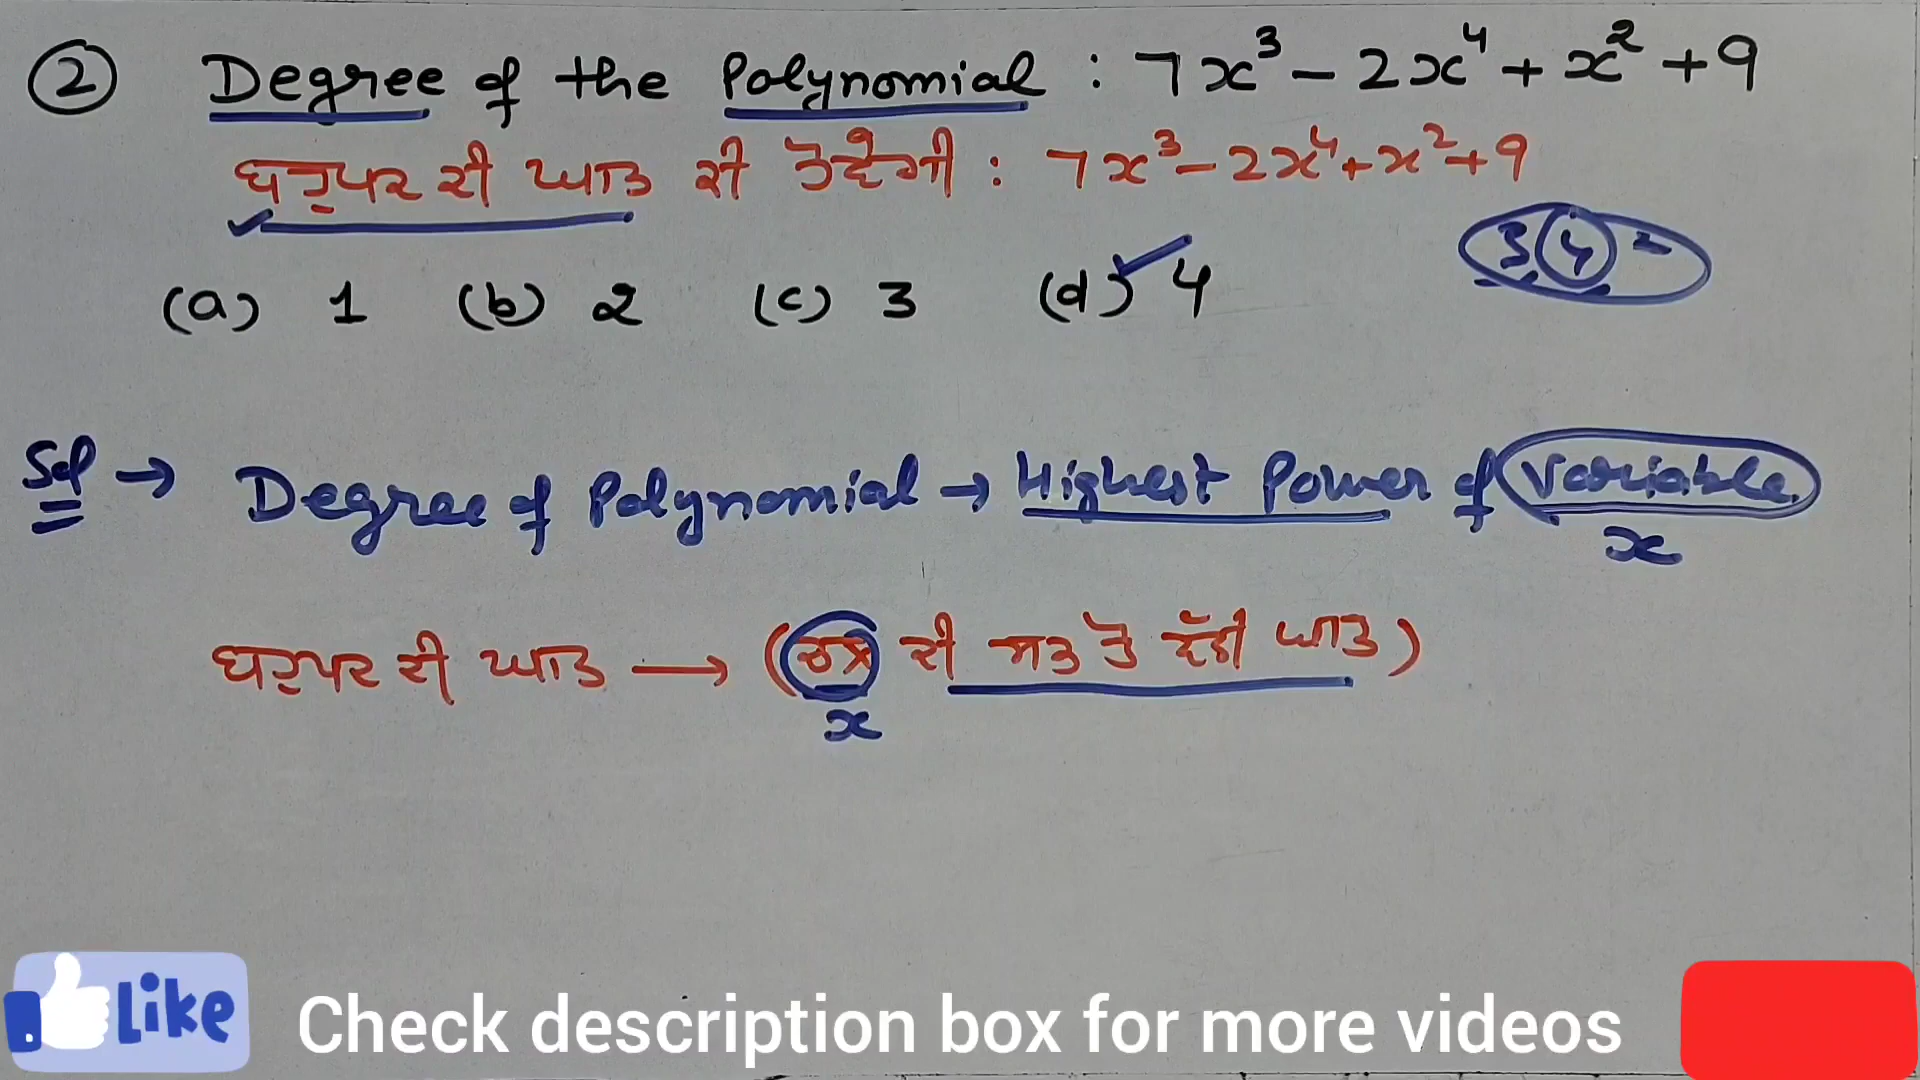 ② Degree of the Polynomial : 7x³ - 2x⁴ + x² + 9
ਬਹੁਪਦ ਦੀ ਘਾਤ ਕੀ ਹੋਵੇਗੀ : 7x³ - 2x⁴ + x² + 9
3 4 2
(a) 1 (b) 2 (c) 3 (d) 4
Sol → Degree of Polynomial → Highest Power of Variable
x
ਬਹੁਪਦ ਦੀ ਘਾਤ → (ਚਲ ਦੀ ਸਭ ਤੋਂ ਵੱਡੀ ਘਾਤ)
x
Like
Check description box for more videos